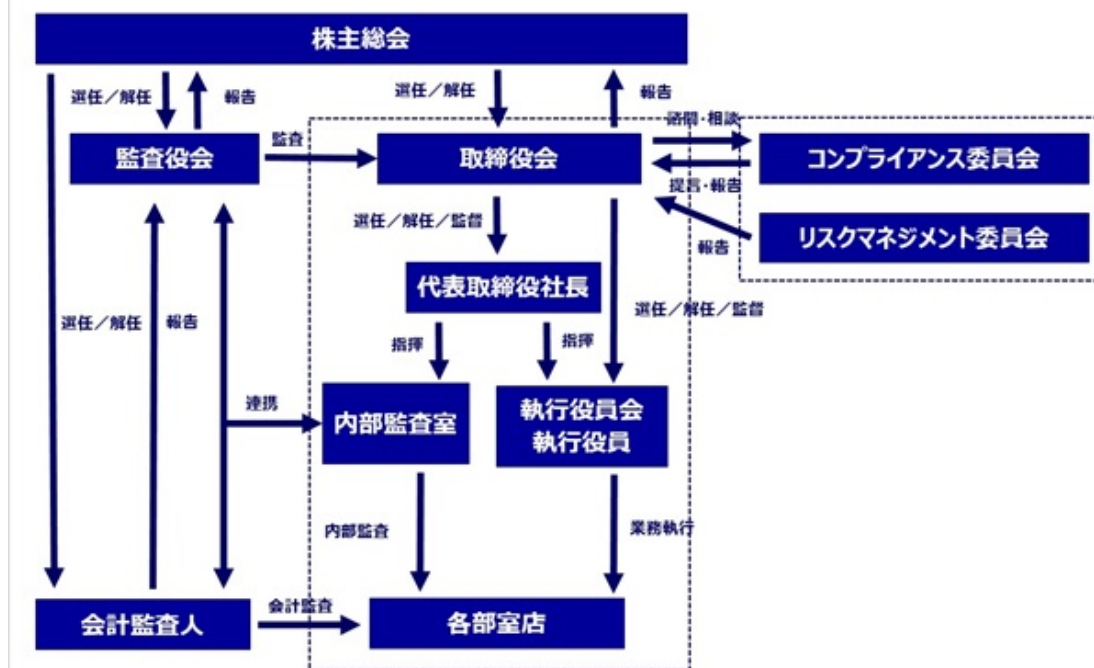 株主総会
選任／解任
報告
選任／解任
報告
諮問・相談
監査役会
監査
取締役会
コンプライアンス委員会
提言・報告
選任／解任／監督
報告
リスクマネジメント委員会
代表取締役社長
選任／解任
報告
選任／解任／監督
指揮
指揮
連携
内部監査室
執行役員会
執行役員
内部監査
業務執行
会計監査人
会計監査
各部室店